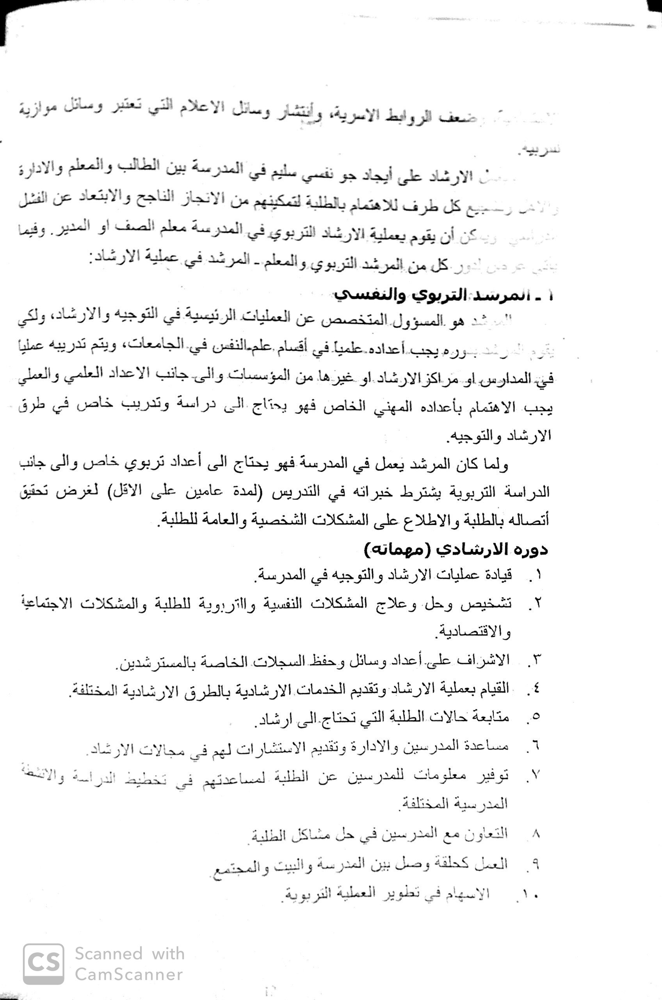 وضعف الروابط الاسرية، وأنتشار وسائل الاعلام التي تعتبر وسائل موازية
الارشاد على أيجاد جو نفسي سليم في المدرسة بين الطالب والمعلم والادارة
كل طرف للاهتمام بالطلبة لتمكينهم من الانجاز الناجح والابتعاد عن الفشل
ويمكن أن يقوم بعملية الارشاد التربوي في المدرسة معلم الصف او المدير. وفيما
يأتي عرض لدور كل من المرشد التربوي والمعلم - المرشد في عملية الارشاد:
١ - المرشد التربوي والنفسي
المرشد هو المسؤول المتخصص عن العمليات الرئيسية في التوجيه والارشاد، ولكي
يقوم المرشد بدوره يجب أعداده علمياً في أقسام علم النفس في الجامعات، ويتم تدريبه عمليا
في المدارس او مراكز الارشاد او غيرها من المؤسسات والى جانب الاعداد العلمي والعملي
يجب الاهتمام بأعداده المهني الخاص فهو يحتاج الى دراسة وتدريب خاص في طرق
الارشاد والتوجيه.
ولما كان المرشد يعمل في المدرسة فهو يحتاج الى أعداد تربوي خاص والى جانب
الدراسة التربوية يشترط خبراته في التدريس (لمدة عامين على الاقل) لغرض تحقيق
أتصاله بالطلبة والاطلاع على المشكلات الشخصية والعامة للطلبة.
دوره الارشادي (مهماته)
١. قيادة عمليات الارشاد والتوجيه في المدرسة.
٢. تشخيص وحل وعلاج المشكلات النفسية والتربوية للطلبة والمشكلات الاجتماعية
والاقتصادية.
٣. الاشراف على أعداد وسائل وحفظ السجلات الخاصة بالمسترشدين.
٤. القيام بعملية الارشاد وتقديم الخدمات الارشادية بالطرق الارشادية المختلفة.
٥. متابعة حالات الطلبة التي تحتاج الى ارشاد.
٦. مساعدة المدرسين والادارة وتقديم الاستشارات لهم في مجالات الارشاد.
٧. توفير معلومات للمدرسين عن الطلبة لمساعدتهم في تخطيط الدراسة والانشطة
المدرسية المختلفة.
٨. التعاون مع المدرسين في حل مشاكل الطلبة.
٩. العمل كحلقة وصل بين المدرسة والبيت والمجتمع.
١٠. الاسهام في تطوير العملية التربوية.
CS Scanned with
CamScanner